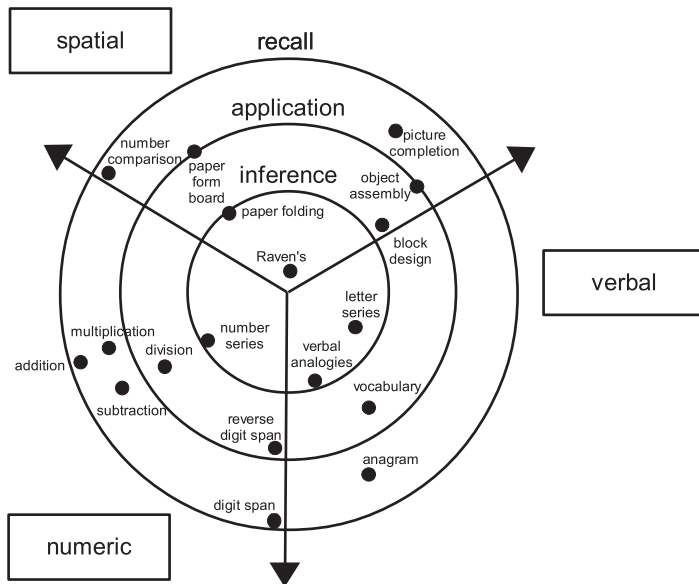 spatial
recall
application
inference
number
comparison
paper
form
board
picture
completion
object
assembly
paper folding
block
design
Raven's
verbal
letter
series
number
series
verbal
analogies
multiplication
division
addition
subtraction
vocabulary
reverse
digit span
anagram
digit span
numeric